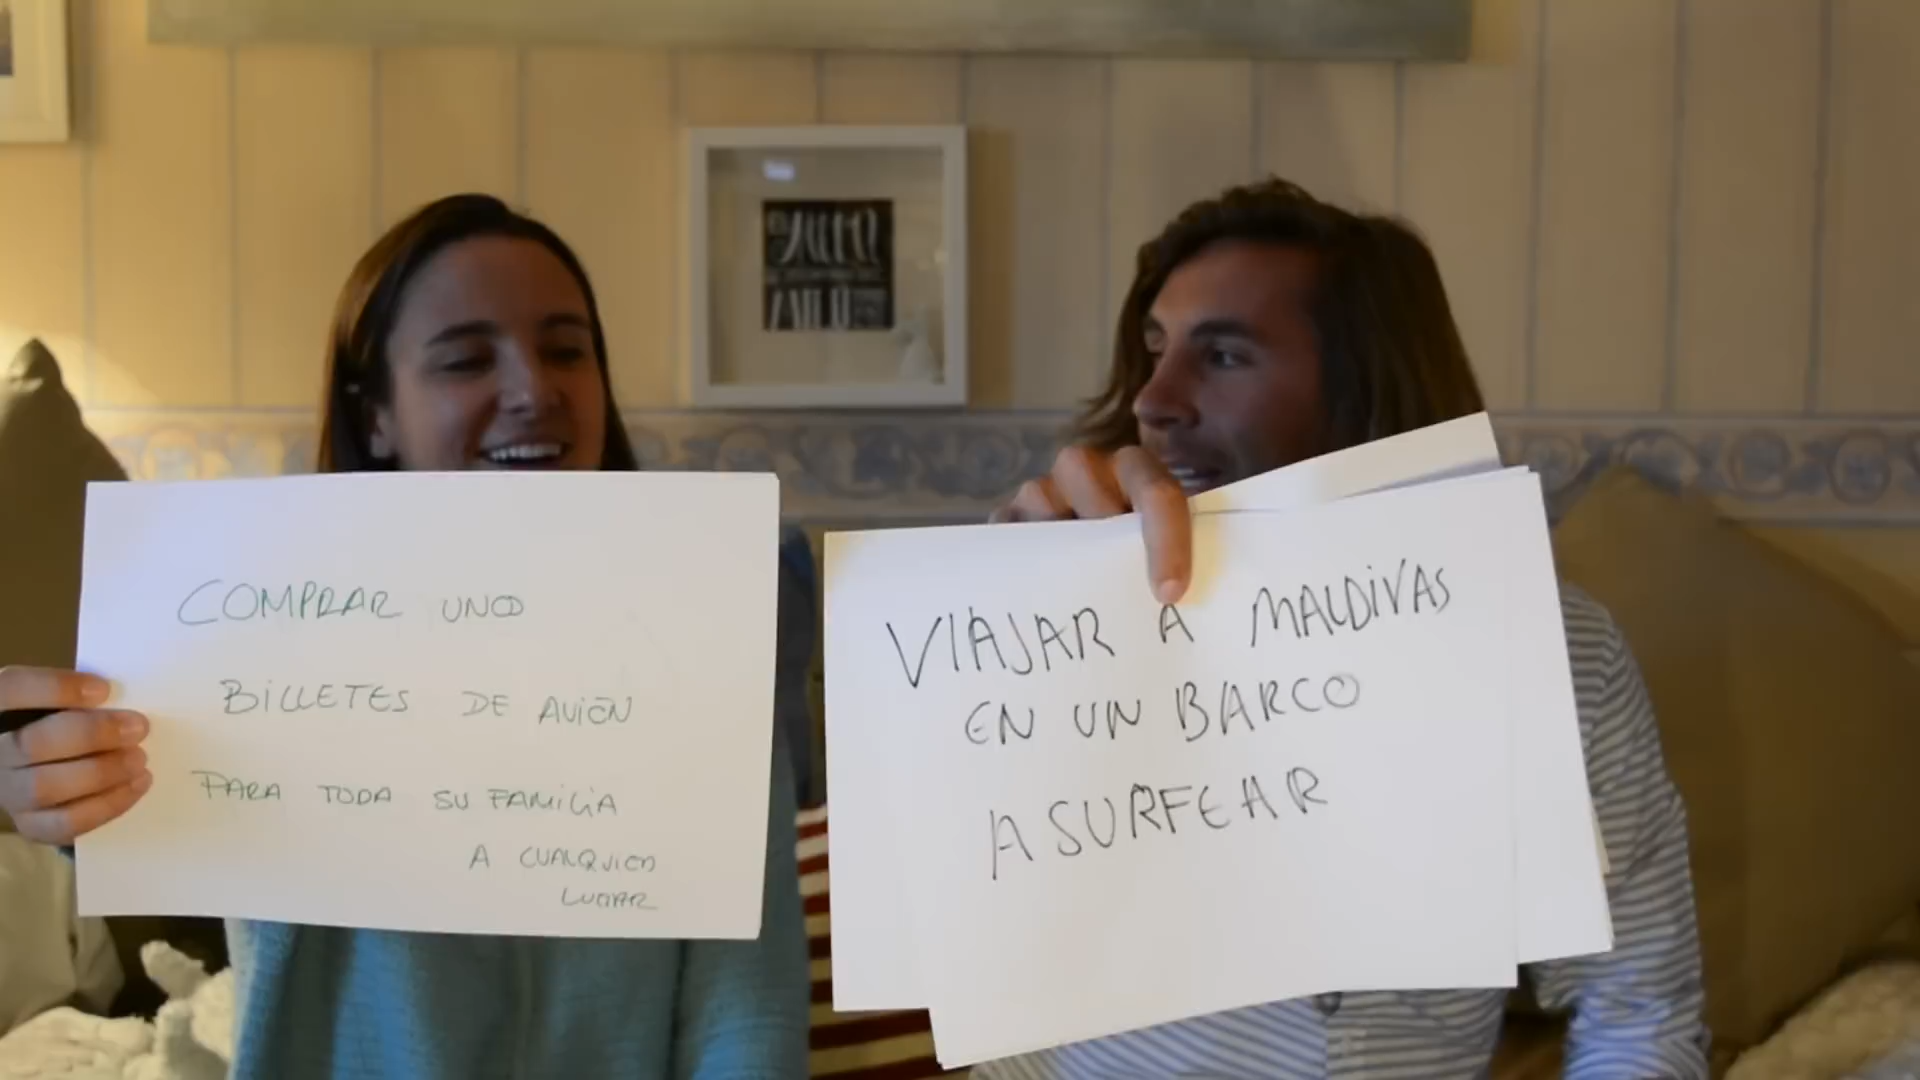 COMPRAR UNOS
BILLETES DE AVIÓN
PARA TODA SU FAMILIA
A CUALQUIER
LUGAR
VIAJAR A MALDIVAS
EN UN BARCO
A SURFEAR